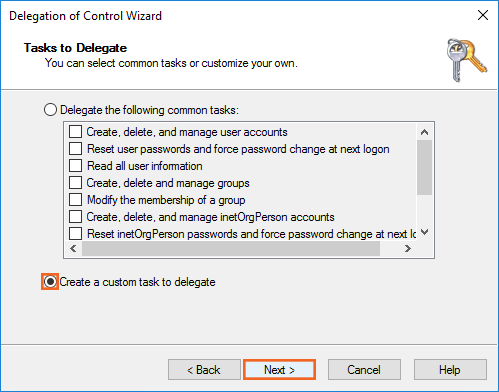 Delegation of Control Wizard
Tasks to Delegate
You can select common tasks or customize your own.
Delegate the following common tasks:
Create, delete, and manage user accounts
Reset user passwords and force password change at next logon
Read all user information
Create, delete and manage groups
Modify the membership of a group
Create, delete, and manage inetOrgPerson accounts
Reset inetOrgPerson passwords and force password change at next lo
Create a custom task to delegate
< Back Next > Cancel Help